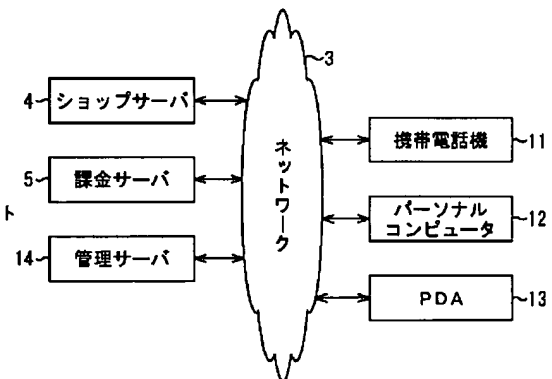 3
4
ショップサーバ
5
課金サーバ
ト
14
管理サーバ
ネットワーク
携帯電話機
11
パーソナル
コンピュータ
12
PDA
13